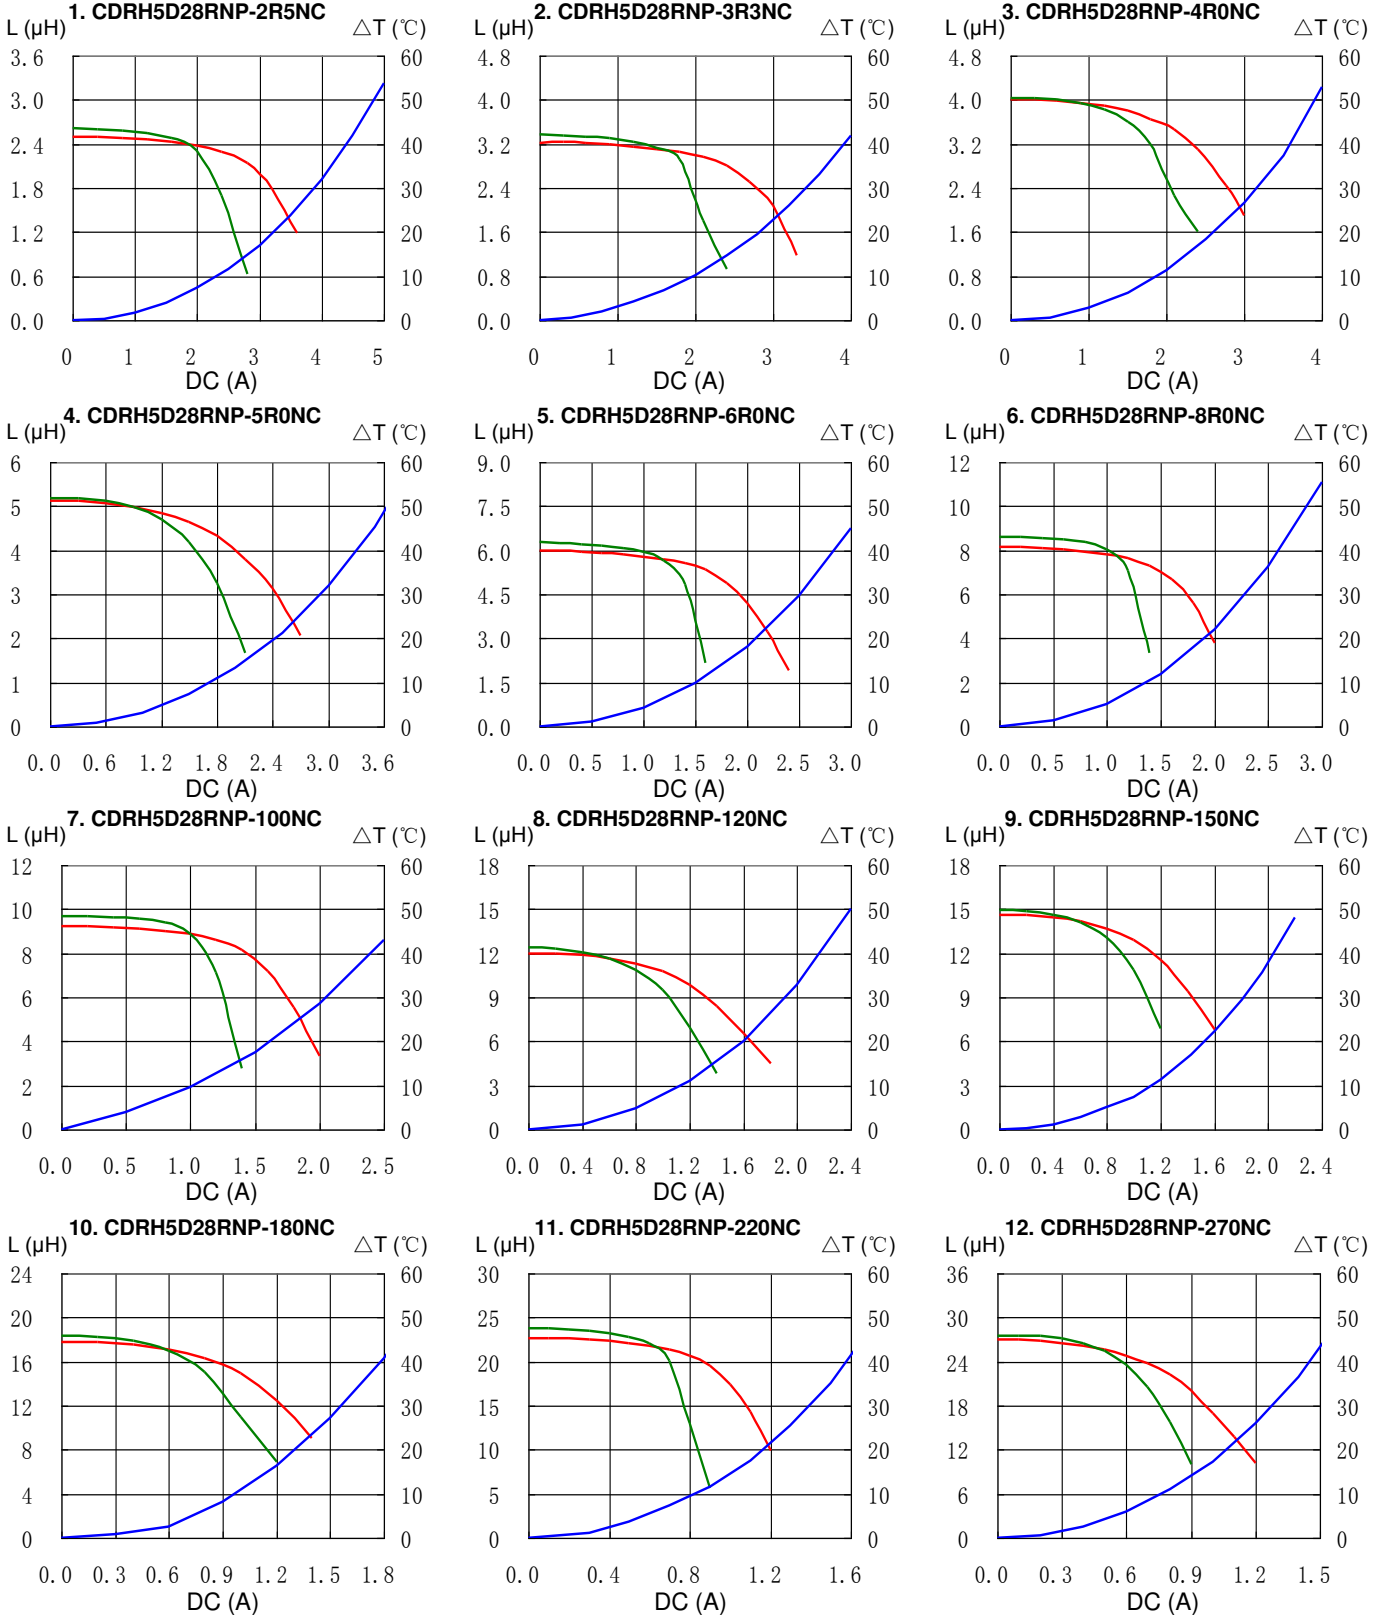 1. CDRH5D28RNP-2R5NC
L (µH)
△T (℃)
3.6
3.0
2.4
1.8
1.2
0.6
0.0
60
50
40
30
20
10
0
0 1 2 3 4 5
DC (A)
2. CDRH5D28RNP-3R3NC
L (µH)
△T (℃)
4.8
4.0
3.2
2.4
1.6
0.8
0.0
60
50
40
30
20
10
0
0 1 2 3 4
DC (A)
3. CDRH5D28RNP-4R0NC
L (µH)
△T (℃)
4.8
4.0
3.2
2.4
1.6
0.8
0.0
60
50
40
30
20
10
0
0 1 2 3 4
DC (A)
4. CDRH5D28RNP-5R0NC
L (µH)
△T (℃)
6
5
4
3
2
1
0
60
50
40
30
20
10
0
0.0 0.6 1.2 1.8 2.4 3.0 3.6
DC (A)
5. CDRH5D28RNP-6R0NC
L (µH)
△T (℃)
9.0
7.5
6.0
4.5
3.0
1.5
0.0
60
50
40
30
20
10
0
0.0 0.5 1.0 1.5 2.0 2.5 3.0
DC (A)
6. CDRH5D28RNP-8R0NC
L (µH)
△T (℃)
12
10
8
6
4
2
0
60
50
40
30
20
10
0
0.0 0.5 1.0 1.5 2.0 2.5 3.0
DC (A)
7. CDRH5D28RNP-100NC
L (µH)
△T (℃)
12
10
8
6
4
2
0
60
50
40
30
20
10
0
0.0 0.5 1.0 1.5 2.0 2.5
DC (A)
8. CDRH5D28RNP-120NC
L (µH)
△T (℃)
18
15
12
9
6
3
0
60
50
40
30
20
10
0
0.0 0.4 0.8 1.2 1.6 2.0 2.4
DC (A)
9. CDRH5D28RNP-150NC
L (µH)
△T (℃)
18
15
12
9
6
3
0
60
50
40
30
20
10
0
0.0 0.4 0.8 1.2 1.6 2.0 2.4
DC (A)
10. CDRH5D28RNP-180NC
L (µH)
△T (℃)
24
20
16
12
8
4
0
60
50
40
30
20
10
0
0.0 0.3 0.6 0.9 1.2 1.5 1.8
DC (A)
11. CDRH5D28RNP-220NC
L (µH)
△T (℃)
30
25
20
15
10
5
0
60
50
40
30
20
10
0
0.0 0.4 0.8 1.2 1.6
DC (A)
12. CDRH5D28RNP-270NC
L (µH)
△T (℃)
36
30
24
18
12
6
0
60
50
40
30
20
10
0
0.0 0.3 0.6 0.9 1.2 1.5
DC (A)